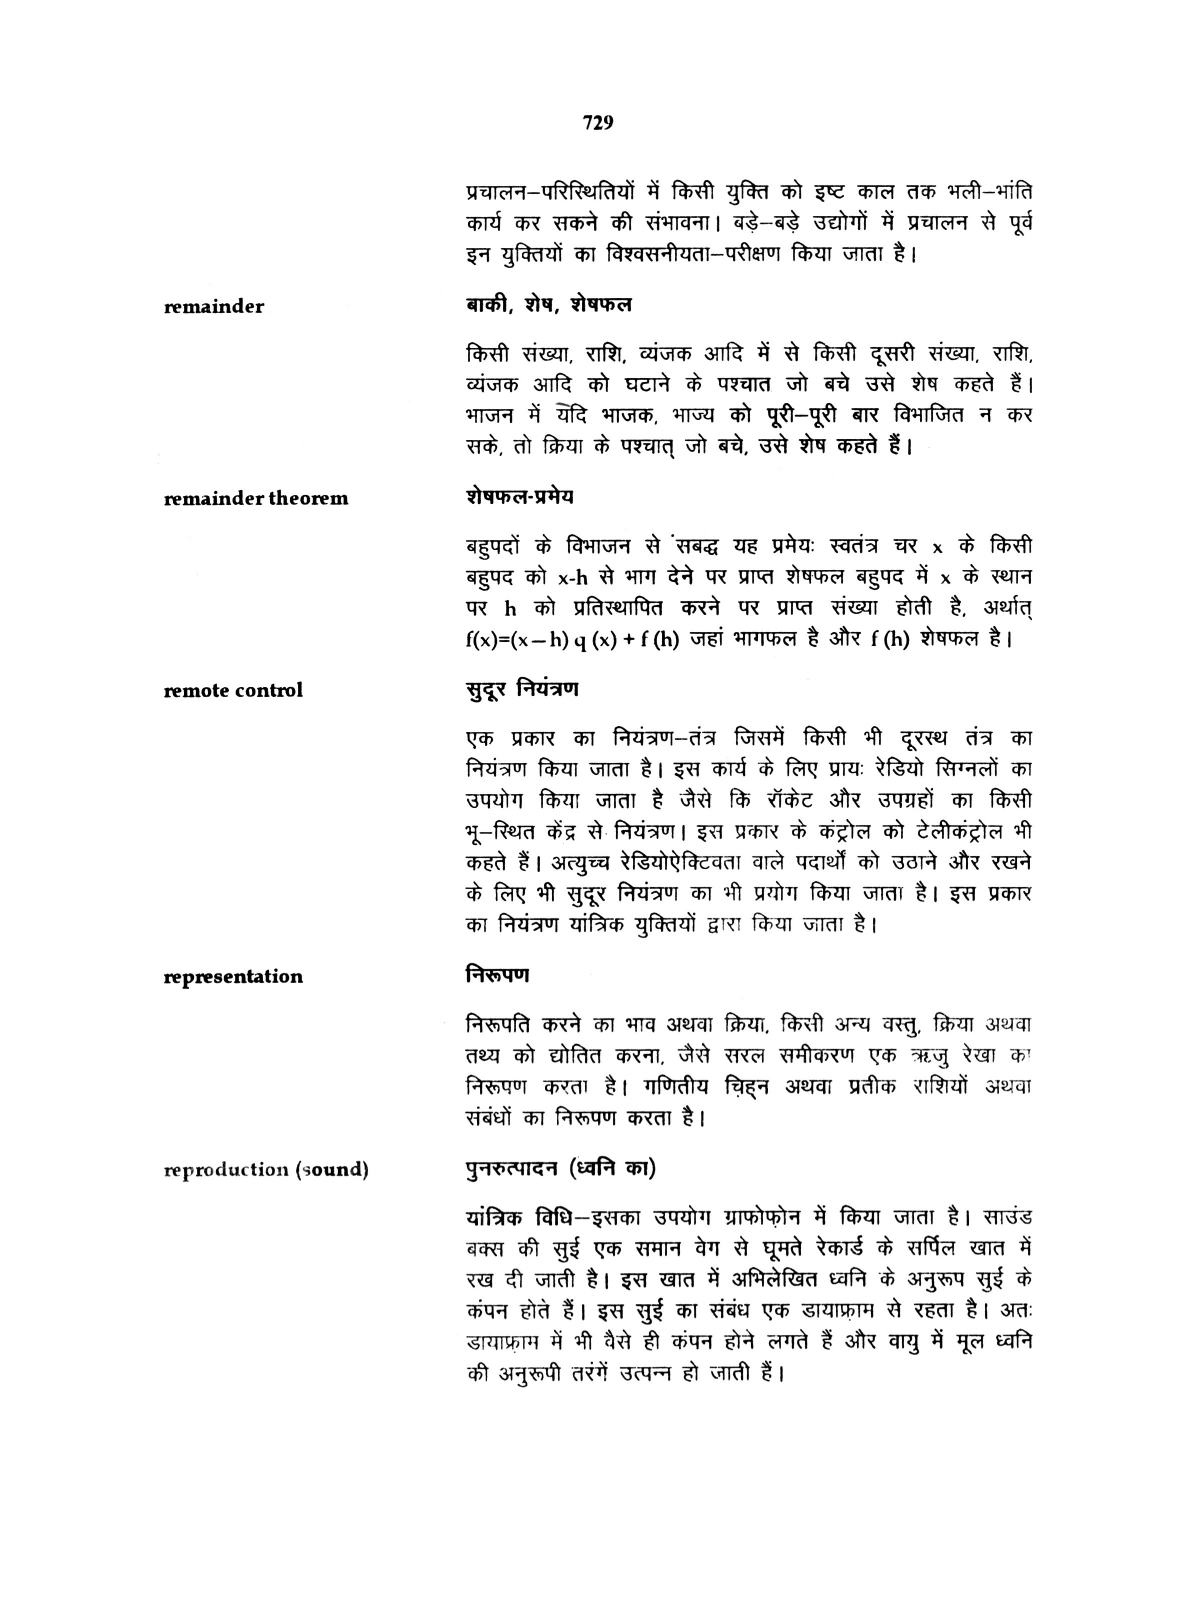 729
प्रचालन–परिस्थितियों में किसी युक्ति को इष्ट काल तक भली–भांति
कार्य कर सकने की संभावना। बड़े–बड़े उद्योगों में प्रचालन से पूर्व
इन युक्तियों का विश्वसनीयता–परीक्षण किया जाता है।
remainder बाकी, शेष, शेषफल
किसी संख्या, राशि, व्यंजक आदि में से किसी दूसरी संख्या, राशि,
व्यंजक आदि को घटाने के पश्चात जो बचे उसे शेष कहते हैं।
भाजन में यदि भाजक, भाज्य को पूरी–पूरी बार विभाजित न कर
सके, तो क्रिया के पश्चात् जो बचे, उसे शेष कहते हैं।
remainder theorem शेषफल-प्रमेय
बहुपदों के विभाजन से संबद्ध यह प्रमेयः स्वतंत्र चर x के किसी
बहुपद को x-h से भाग देने पर प्राप्त शेषफल बहुपद में x के स्थान
पर h को प्रतिस्थापित करने पर प्राप्त संख्या होती है, अर्थात्
f(x)=(x–h) q (x) + f (h) जहां भागफल है और f (h) शेषफल है।
remote control सुदूर नियंत्रण
एक प्रकार का नियंत्रण–तंत्र जिसमें किसी भी दूरस्थ तंत्र का
नियंत्रण किया जाता है। इस कार्य के लिए प्रायः रेडियो सिग्नलों का
उपयोग किया जाता है जैसे कि रॉकेट और उपग्रहों का किसी
भू–स्थित केंद्र से नियंत्रण। इस प्रकार के कंट्रोल को टेलीकंट्रोल भी
कहते हैं। अत्युच्च रेडियोऐक्टिवता वाले पदार्थों को उठाने और रखने
के लिए भी सुदूर नियंत्रण का भी प्रयोग किया जाता है। इस प्रकार
का नियंत्रण यांत्रिक युक्तियों द्वारा किया जाता है।
representation निरूपण
निरूपति करने का भाव अथवा क्रिया, किसी अन्य वस्तु, क्रिया अथवा
तथ्य को द्योतित करना, जैसे सरल समीकरण एक ऋजु रेखा का
निरूपण करता है। गणितीय चिह्न अथवा प्रतीक राशियों अथवा
संबंधों का निरूपण करता है।
reproduction (sound) पुनरुत्पादन (ध्वनि का)
यांत्रिक विधि–इसका उपयोग ग्राफोफ़ोन में किया जाता है। साउंड
बक्स की सुई एक समान वेग से घूमते रेकार्ड के सर्पिल खात में
रख दी जाती है। इस खात में अभिलेखित ध्वनि के अनुरूप सुई के
कंपन होते हैं। इस सुई का संबंध एक डायाफ्राम से रहता है। अतः
डायाफ्राम में भी वैसे ही कंपन होने लगते हैं और वायु में मूल ध्वनि
की अनुरूपी तरंगें उत्पन्न हो जाती हैं।